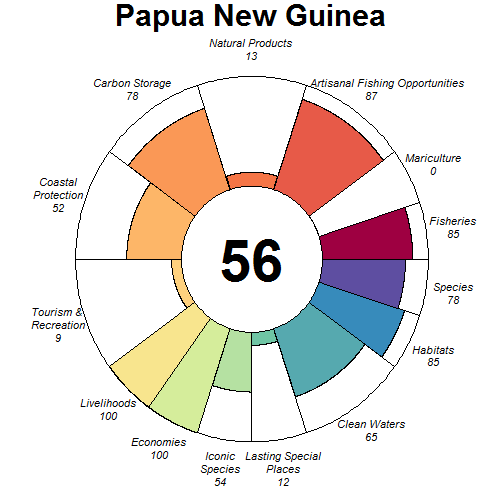 Papua New Guinea
Natural Products
13
Carbon Storage
78
Artisanal Fishing Opportunities
87
Mariculture
0
Coastal
Protection
52
Fisheries
85
56
Species
78
Tourism &
Recreation
9
Habitats
85
Livelihoods
100
Clean Waters
65
Economies
100
Iconic
Species
54
Lasting Special
Places
12